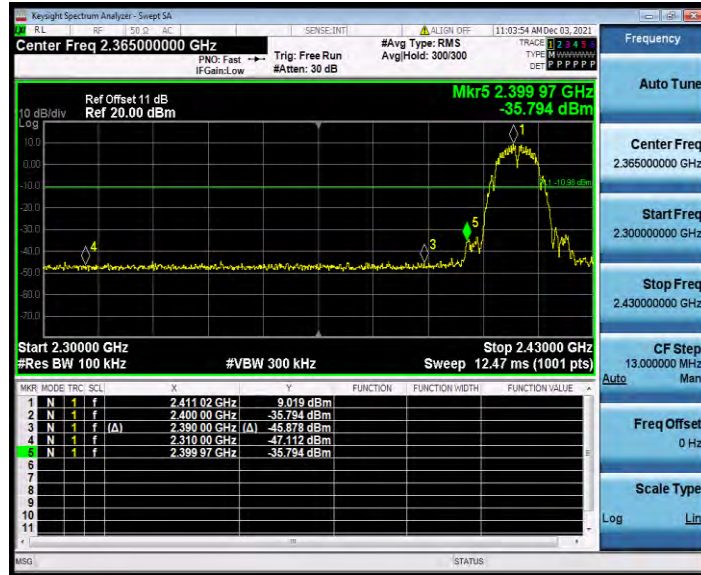 Keysight Spectrum Analyzer - Swept SA
RL RF 50 Ω AC SENSE:INT ALIGN OFF 11:03:54 AM Dec 03, 2021
Center Freq 2.365000000 GHz
#Avg Type: RMS
TRACE 1 2 3 4 5 6
PNO: Fast Trig: Free Run Avg|Hold: 300/300
TYPE M WWWWW
IFGain:Low #Atten: 30 dB
DET P P P P P P
Mkr5 2.399 97 GHz
-35.794 dBm
Ref Offset 11 dB
10 dB/div Ref 20.00 dBm
Log
10.0
0.00
-10.0
-20.0
-30.0
-40.0
-50.0
-60.0
-70.0
1
5
4
3
-10.98 dBm
Start 2.30000 GHz Stop 2.43000 GHz
#Res BW 100 kHz #VBW 300 kHz Sweep 12.47 ms (1001 pts)
MKR MODE TRC SCL X Y FUNCTION FUNCTION WIDTH FUNCTION VALUE
1 N 1 f 2.411 02 GHz 9.019 dBm
2 N 1 f 2.400 00 GHz -35.794 dBm
3 N 1 f (Δ) 2.390 00 GHz (Δ) -45.878 dBm
4 N 1 f 2.310 00 GHz -47.112 dBm
5 N 1 f 2.399 97 GHz -35.794 dBm
6
7
8
9
10
11
MSG STATUS
Frequency
Auto Tune
Center Freq
2.365000000 GHz
Start Freq
2.300000000 GHz
Stop Freq
2.430000000 GHz
CF Step
13.000000 MHz
Auto Man
Freq Offset
0 Hz
Scale Type
Log Lin